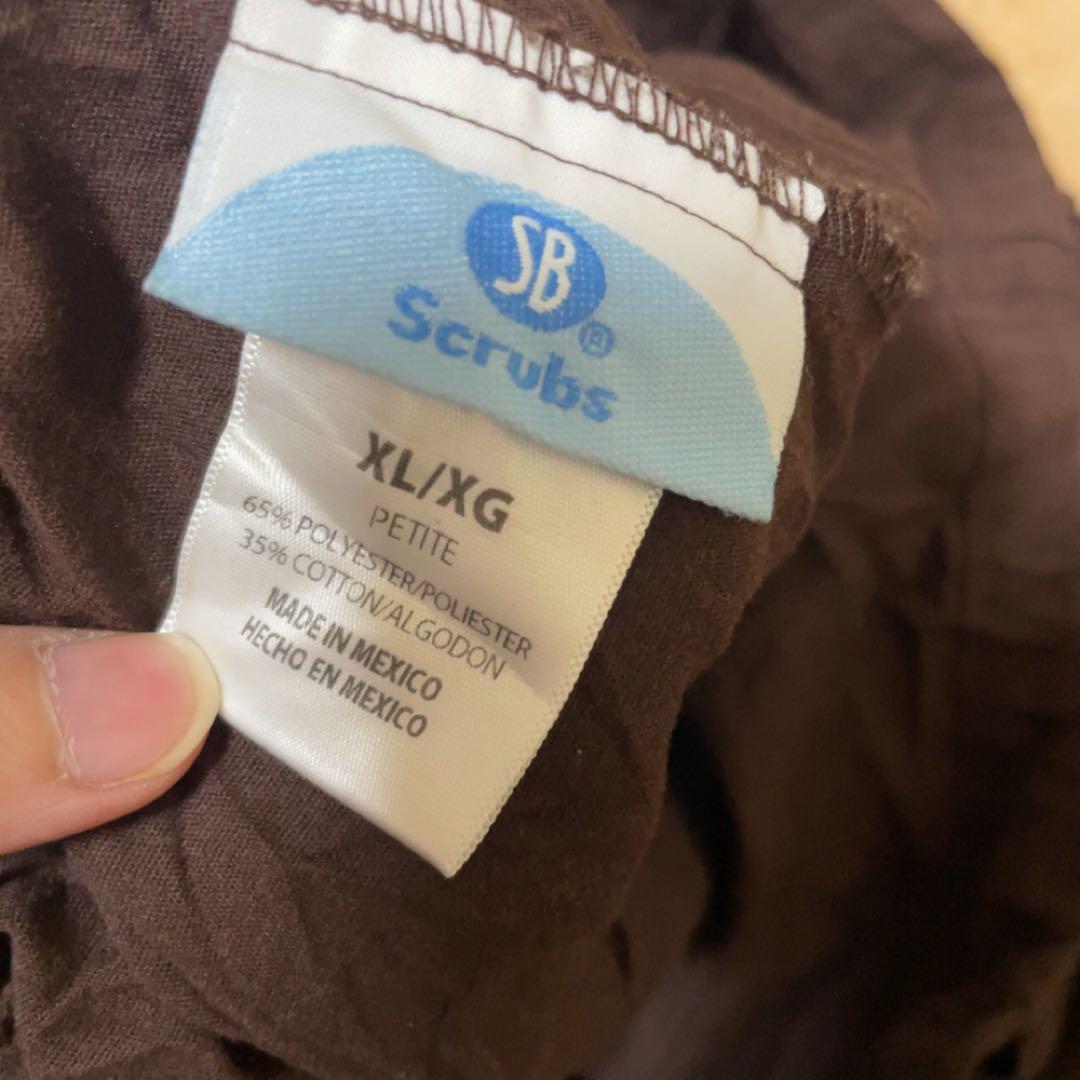 SB®
Scrubs
XL/XG
PETITE
65% POLYESTER/POLIESTER
35% COTTON/ALGODON
MADE IN MEXICO
HECHO EN MEXICO